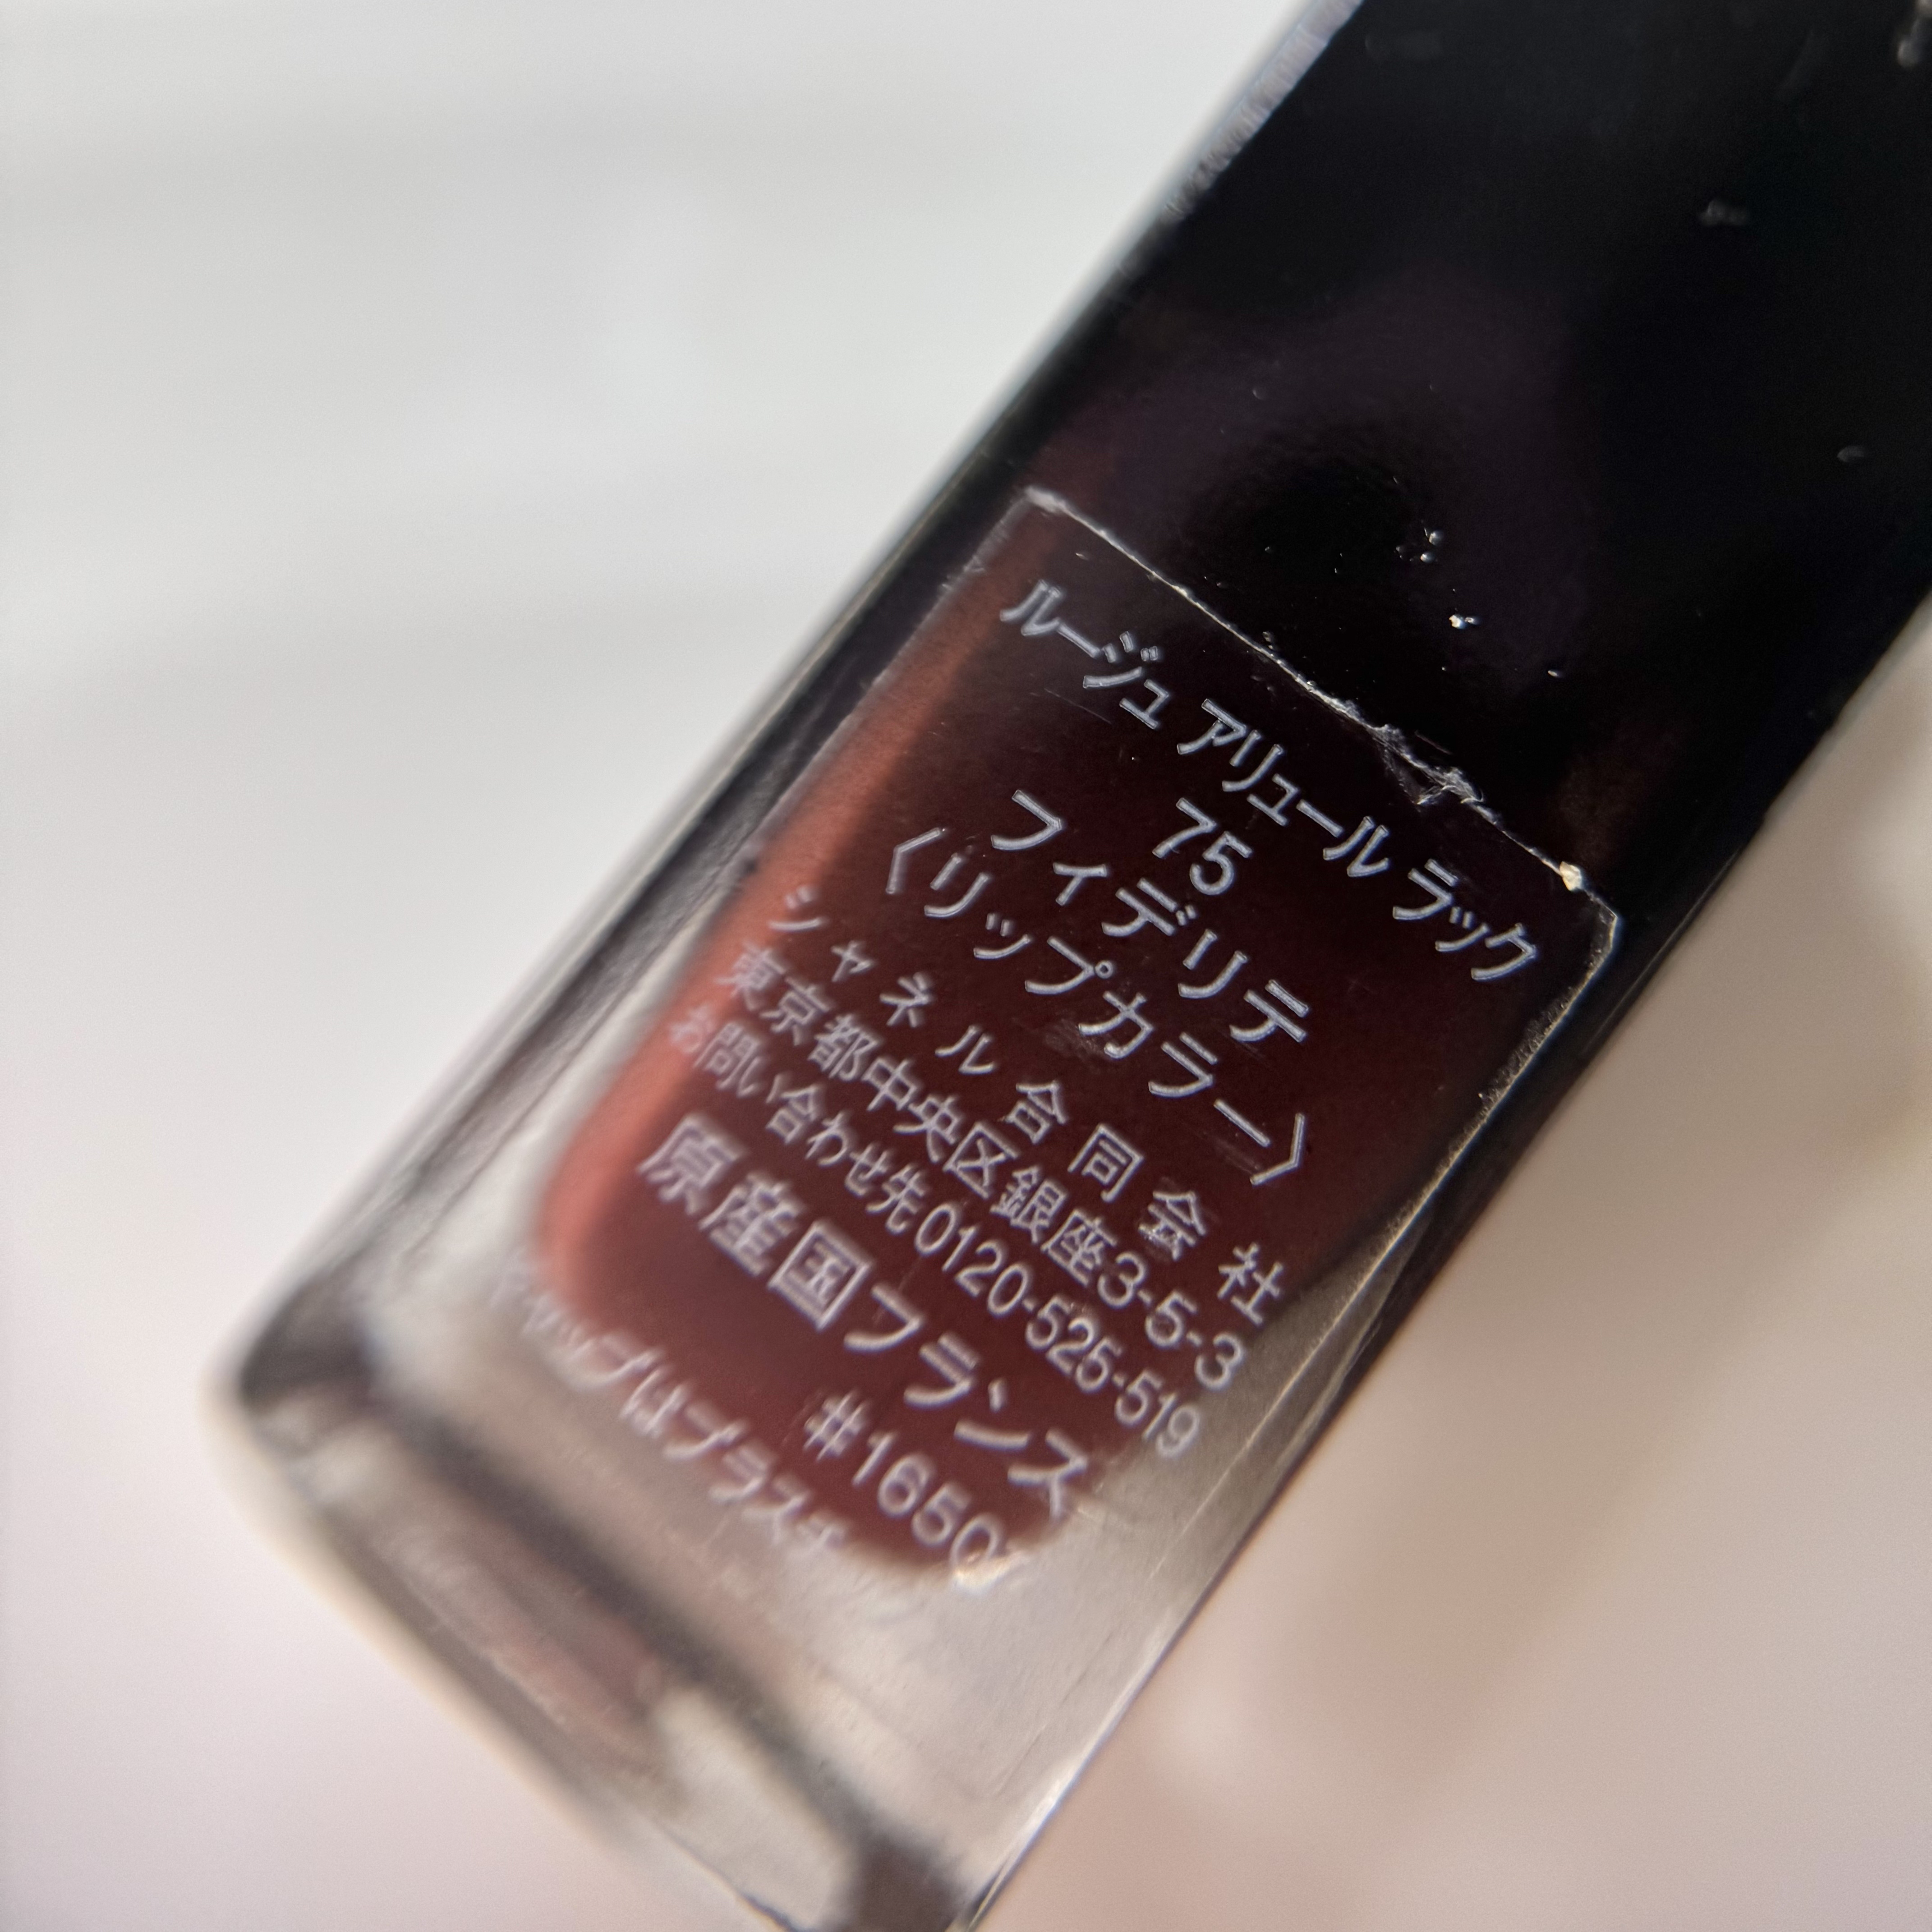 ルージュ アリュール ラック
75
フィデリテ
〈リップカラー〉
シャネル合同会社
東京都中央区銀座3-5-3
お問い合わせ先0120-525-519
原産国フランス
#1650